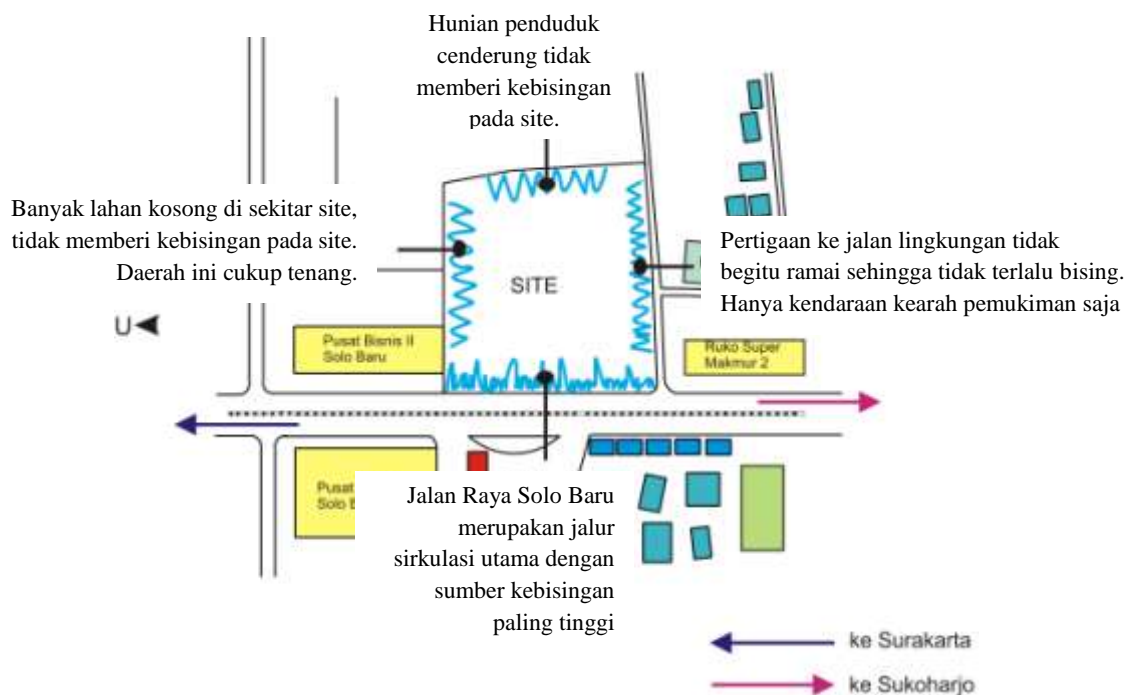 Hunian penduduk
cenderung tidak
memberi kebisingan
pada site.
Banyak lahan kosong di sekitar site,
tidak memberi kebisingan pada site.
Daerah ini cukup tenang.
Pertigaan ke jalan lingkungan tidak
begitu ramai sehingga tidak terlalu bising.
Hanya kendaraan kearah pemukiman saja
SITE
U
Pusat Bisnis II
Solo Baru
Ruko Super
Makmur 2
Pusat
Solo
Jalan Raya Solo Baru
merupakan jalur
sirkulasi utama dengan
sumber kebisingan
paling tinggi
ke Surakarta
ke Sukoharjo